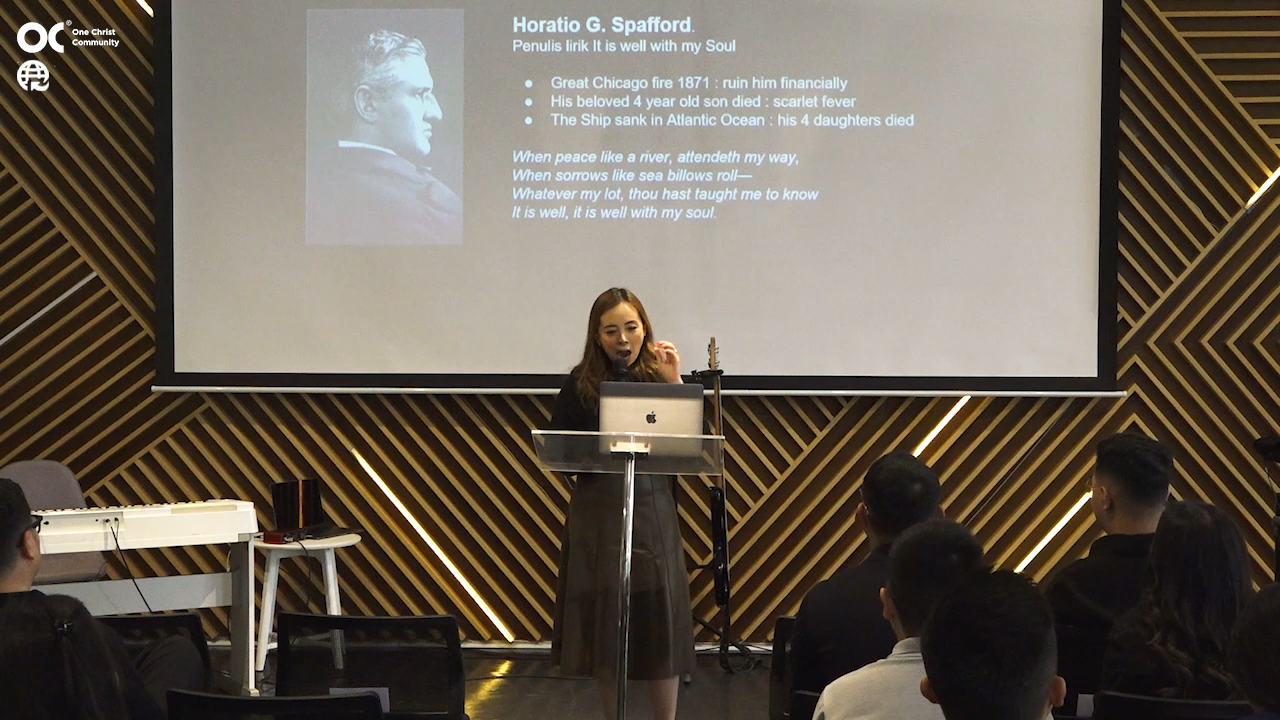 OC® One Christ
Community
Horatio G. Spafford.
Penulis lirik It is well with my Soul
● Great Chicago fire 1871 : ruin him financially
● His beloved 4 year old son died : scarlet fever
● The Ship sank in Atlantic Ocean : his 4 daughters died
When peace like a river, attendeth my way,
When sorrows like sea billows roll—
Whatever my lot, thou hast taught me to know
It is well, it is well with my soul.